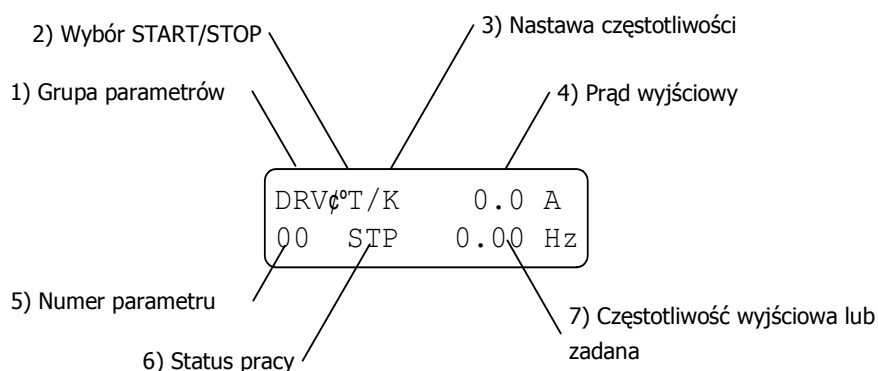 2) Wybór START/STOP
3) Nastawa częstotliwości
1) Grupa parametrów
4) Prąd wyjściowy
DRV¢ºT/K 0.0 A
00 STP 0.00 Hz
5) Numer parametru
6) Status pracy
7) Częstotliwość wyjściowa lub
zadana